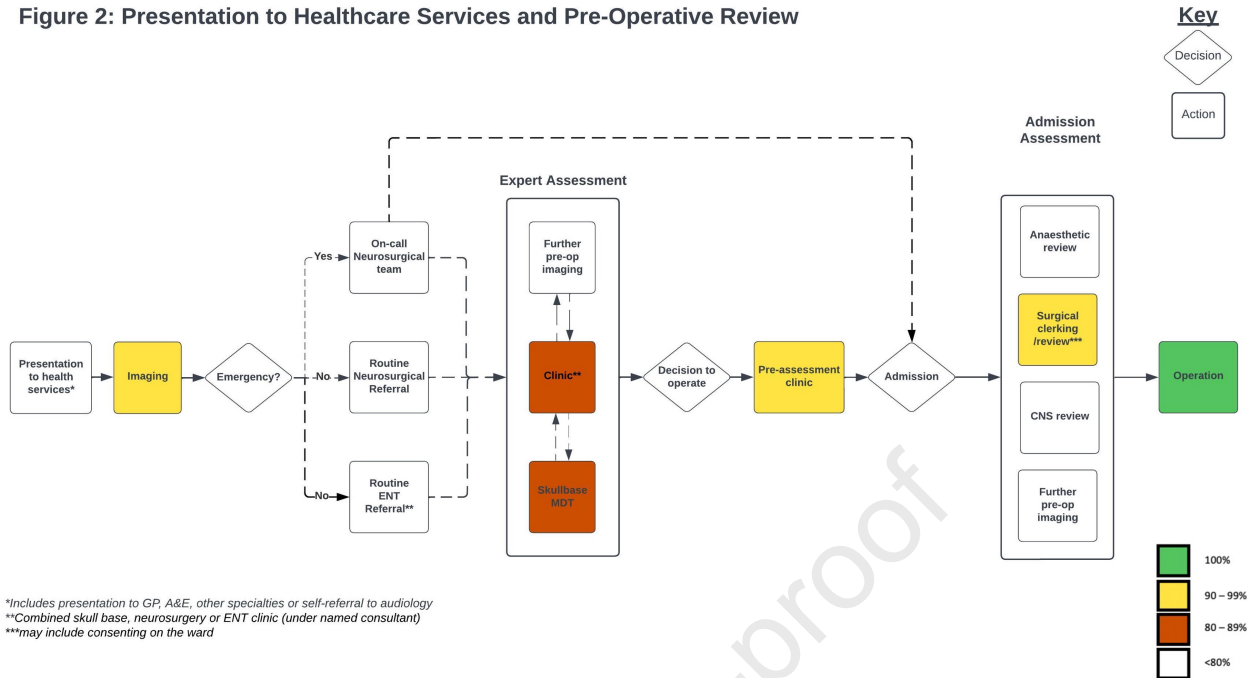 Figure 2: Presentation to Healthcare Services and Pre-Operative Review
Key
Decision
Action
Admission
Assessment
Expert Assessment
Presentation
to health
services*
Imaging
Emergency?
Yes
No
No
On-call
Neurosurgical
team
Routine
Neurosurgical
Referral
Routine
ENT
Referral**
Further
pre-op
imaging
Clinic**
Skullbase
MDT
Decision to
operate
Pre-assessment
clinic
Admission
Anaesthetic
review
Surgical
clerking
/review***
CNS review
Further
pre-op
imaging
Operation
*Includes presentation to GP, A&E, other specialties or self-referral to audiology
**Combined skull base, neurosurgery or ENT clinic (under named consultant)
***may include consenting on the ward
100%
90 – 99%
80 – 89%
<80%
proof